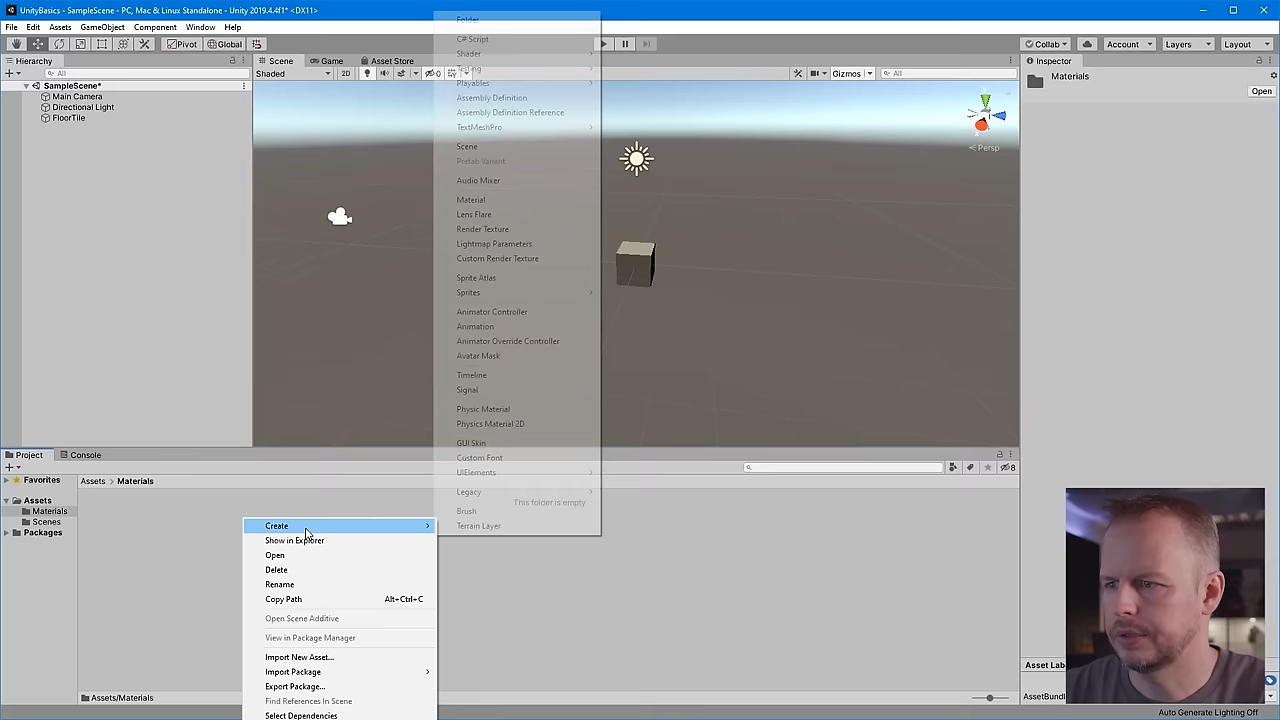 UnityBasics - SampleScene - PC, Mac & Linux Standalone - Unity 2019.4.4f1* <DX11>
File Edit Assets GameObject Component Window Help
Pivot Global Collab Account Layers Layout
Hierarchy
All
SampleScene*
Main Camera
Directional Light
FloorTile
Scene Game Asset Store
Shaded 2D 0 Gizmos All
Persp
Inspector
Materials
Open
Folder
C# Script
Shader
Testing
Playables
Assembly Definition
Assembly Definition Reference
TextMeshPro
Scene
Prefab Variant
Audio Mixer
Material
Lens Flare
Render Texture
Lightmap Parameters
Custom Render Texture
Sprite Atlas
Sprites
Animator Controller
Animation
Animator Override Controller
Avatar Mask
Timeline
Signal
Physic Material
Physics Material 2D
GUI Skin
Custom Font
UIElements
Legacy
Brush
Terrain Layer
Project Console
8
Favorites
Assets
Materials
Scenes
Packages
Assets > Materials
This folder is empty
Create
Show in Explorer
Open
Delete
Rename
Copy Path Alt+Ctrl+C
Open Scene Additive
View in Package Manager
Import New Asset...
Import Package
Export Package...
Find References In Scene
Select Dependencies
Assets/Materials
Asset Lab
AssetBund
Auto Generate Lighting Off